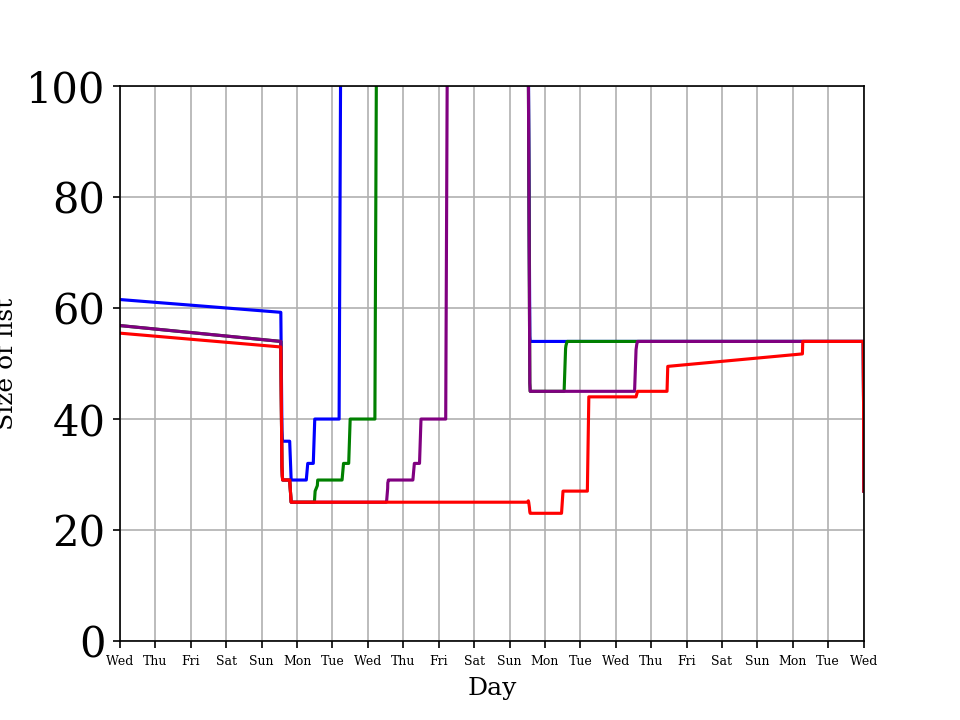 100
80
60
40
20
0
Size of list
Wed Thu Fri Sat Sun Mon Tue Wed Thu Fri Sat Sun Mon Tue Wed Thu Fri Sat Sun Mon Tue Wed
Day